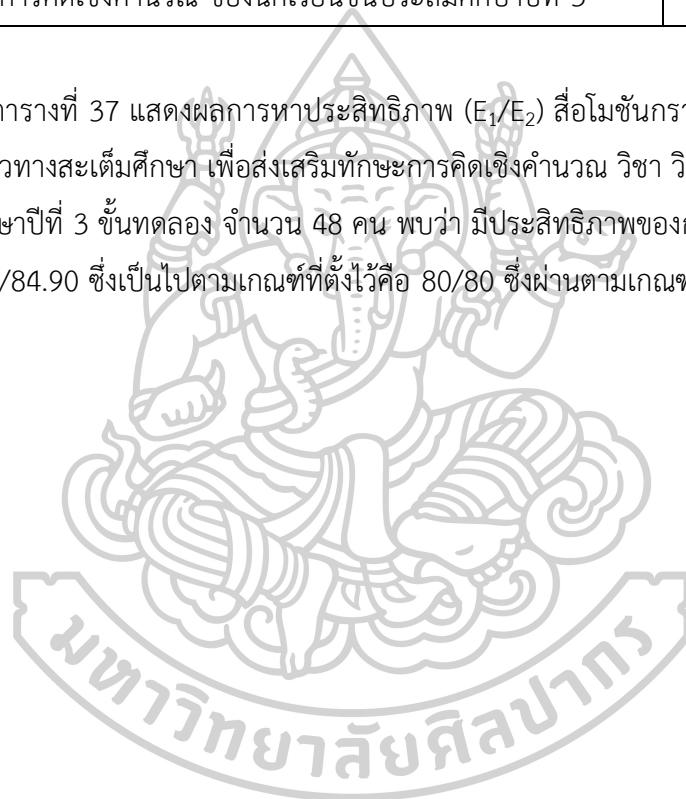 การคิดเชิงคำนวณ ของนักเรียนชั้นประถมศึกษาปีที่ 3
ตารางที่ 37 แสดงผลการหาประสิทธิภาพ (E₁/E₂) สื่อโมชันกรา
วทางสะเต็มศึกษา เพื่อส่งเสริมทักษะการคิดเชิงคำนวณ วิชา วิ
ษาปีที่ 3 ขั้นทดลอง จำนวน 48 คน พบว่า มีประสิทธิภาพของก
/84.90 ซึ่งเป็นไปตามเกณฑ์ที่ตั้งไว้คือ 80/80 ซึ่งผ่านตามเกณฑ
มหาวิทยาลัยศิลปากร